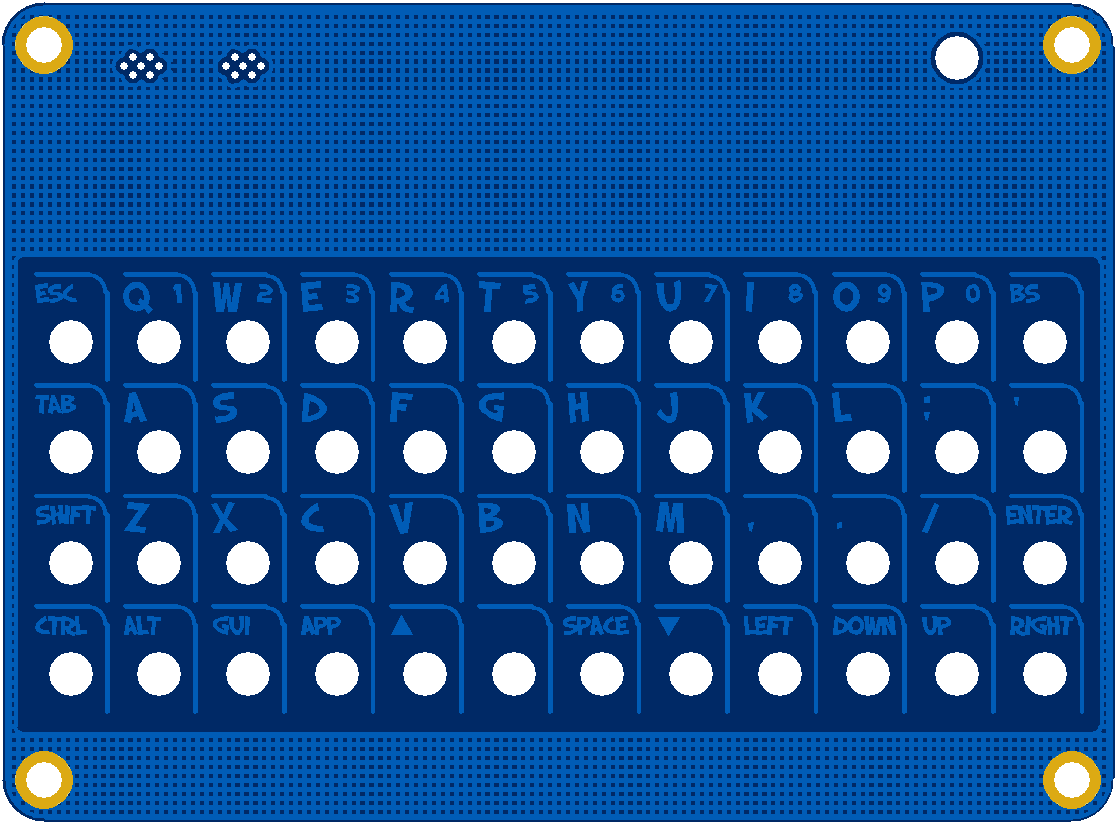 ESC Q 1 W 2 E 3 R 4 T 5 Y 6 U 7 I 8 O 9 P 0 BS
TAB A S D F G H J K L ; '
SHIFT Z X C V B N M , . / ENTER
CTRL ALT GUI APP ▲ SPACE ▼ LEFT DOWN UP RIGHT